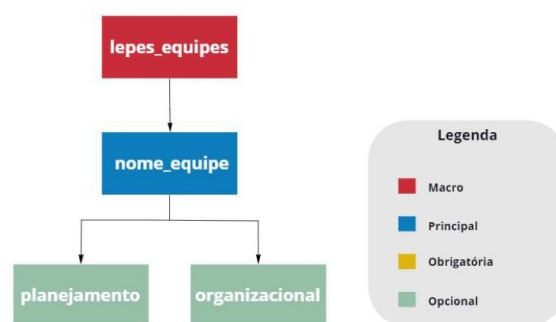 lepes_equipes
nome_equipe
planejamento
organizacional
Legenda
Macro
Principal
Obrigatória
Opcional